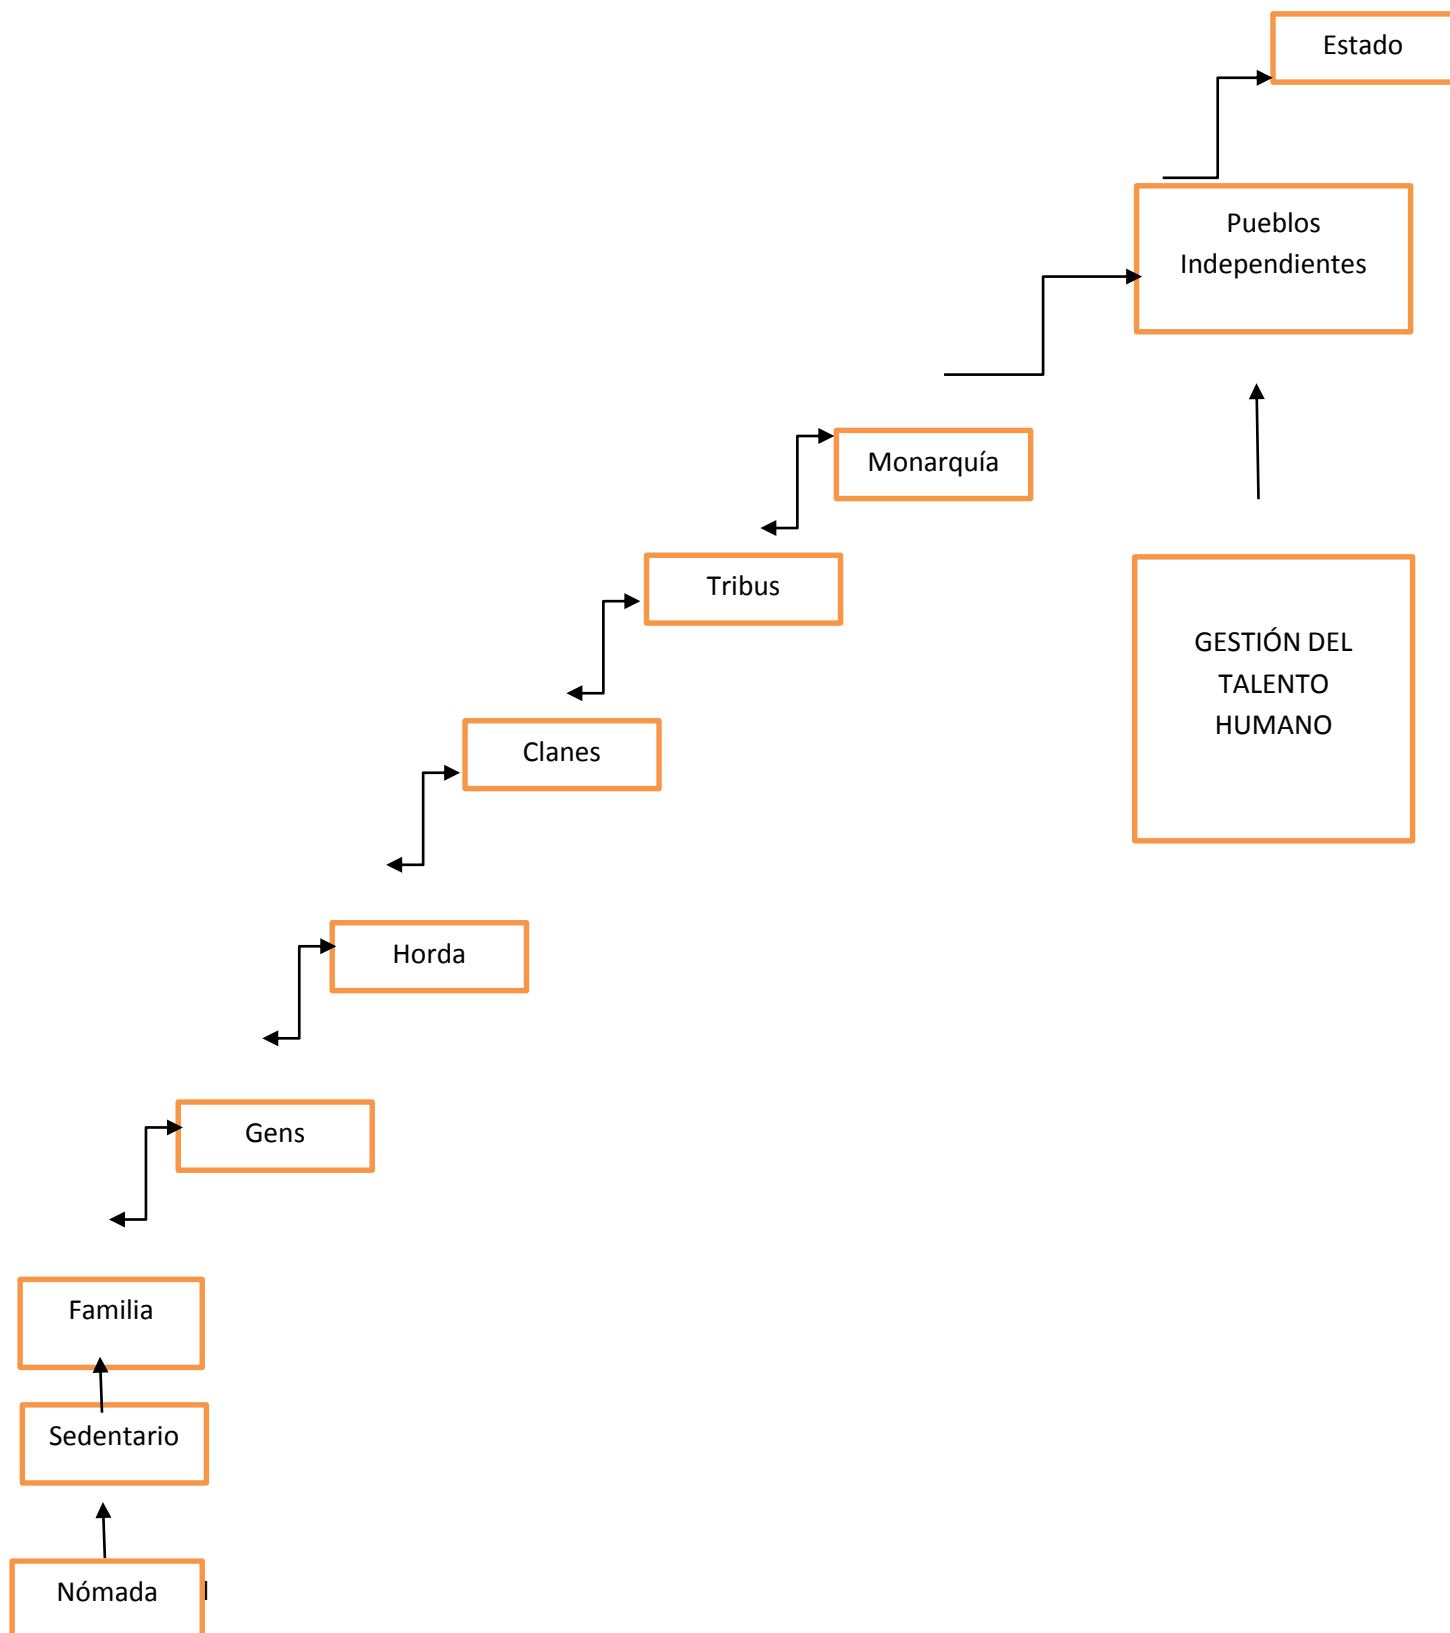 Estado
Pueblos
Independientes
Monarquía
Tribus
GESTIÓN DEL
TALENTO
HUMANO
Clanes
Horda
Gens
Familia
Sedentario
Nómada